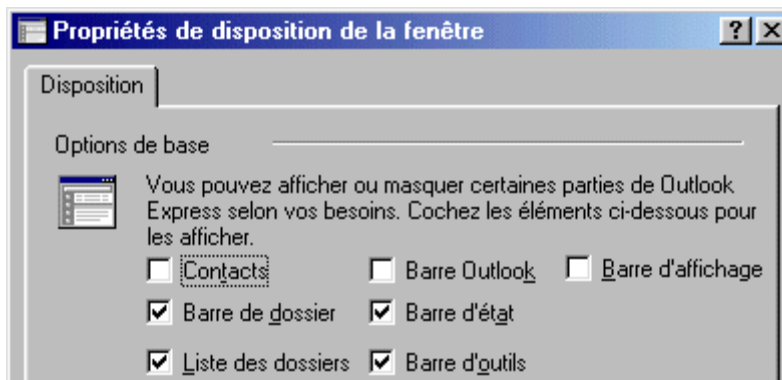 Propriétés de disposition de la fenêtre
Disposition
Options de base
Vous pouvez afficher ou masquer certaines parties de Outlook
Express selon vos besoins. Cochez les éléments ci-dessous pour
les afficher.
Contacts Barre Outlook Barre d'affichage
Barre de dossier Barre d'état
Liste des dossiers Barre d'outils